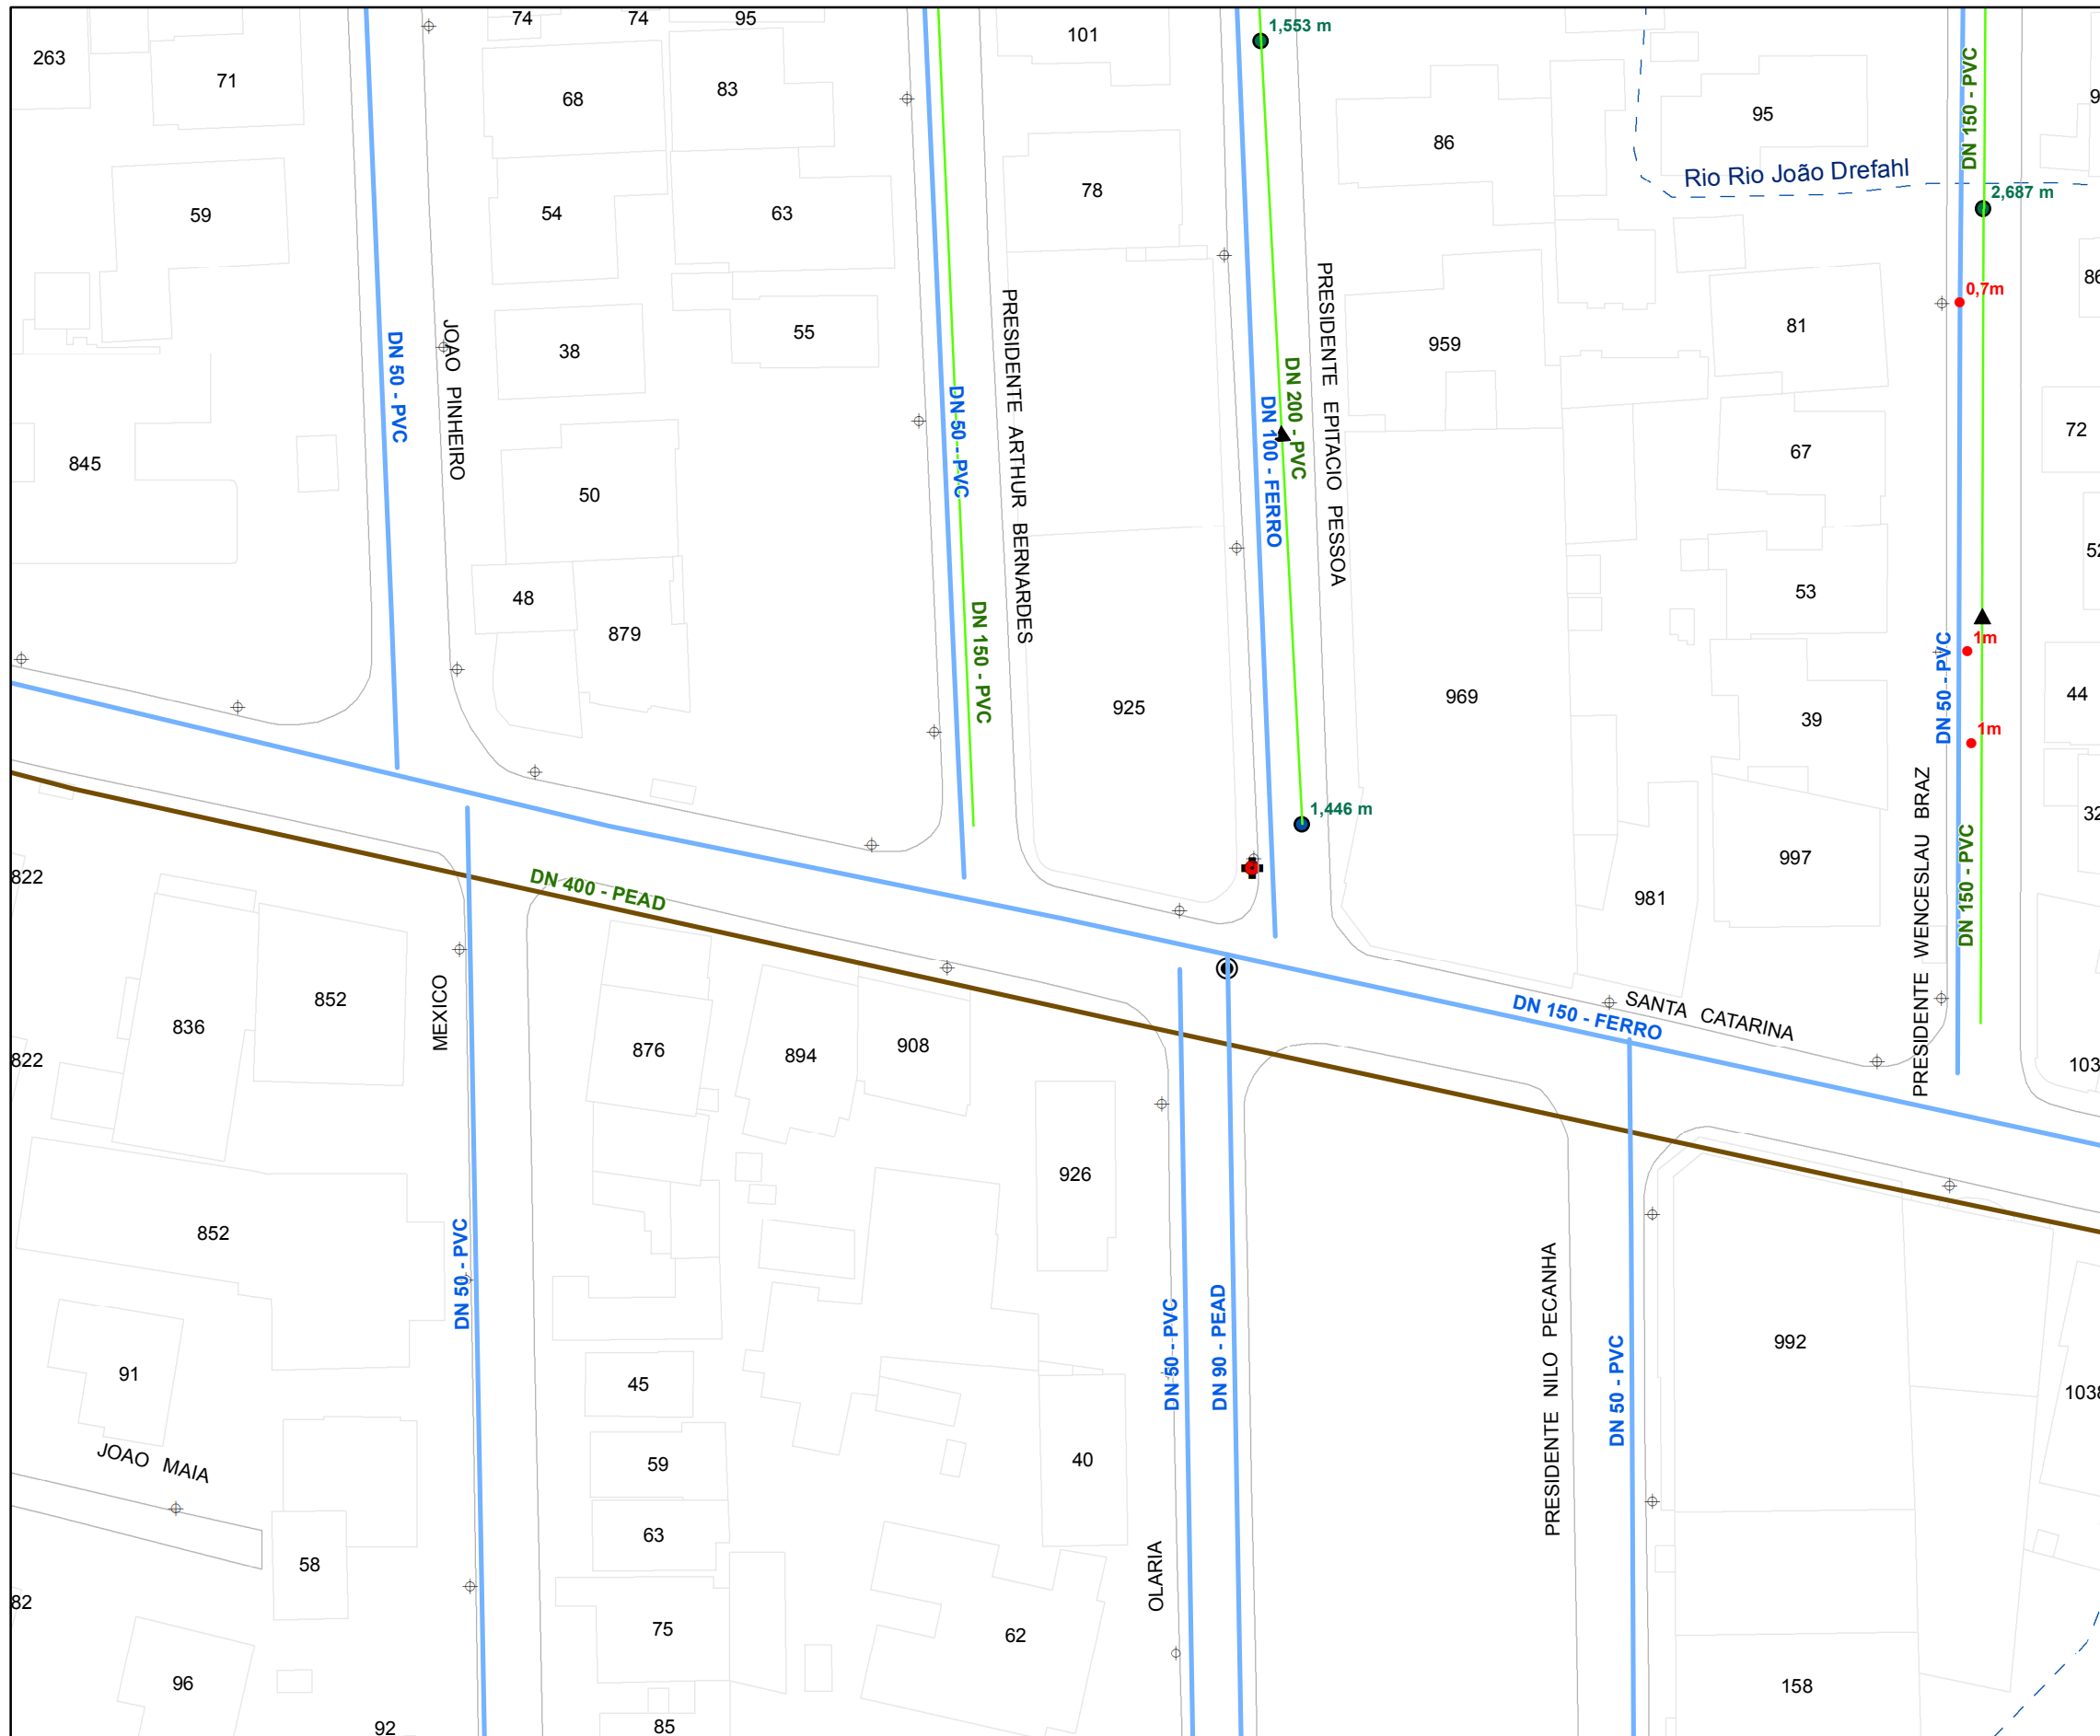 74
74
95
101
1,553 m
263
71
68
83
86
95
DN 150 - PVC
Rio Rio João Drefahl
2,687 m
59
54
63
78
0,7m
38
55
959
81
DN 50 - PVC
JOAO PINHEIRO
DN 50 - PVC
PRESIDENTE ARTHUR BERNARDES
DN 100 - FERRO
DN 200 - PVC
PRESIDENTE EPITACIO PESSOA
72
67
845
50
48
879
DN 150 - PVC
53
1m
DN 50 - PVC
925
969
39
44
1m
1,446 m
997
981
DN 150 - PVC
PRESIDENTE WENCESLAU BRAZ
822
DN 400 - PEAD
836
852
MEXICO
876
894
908
DN 150 - FERRO
SANTA CATARINA
822
926
852
DN 50 - PVC
DN 50 - PVC
DN 90 - PEAD
PRESIDENTE NILO PECANHA
DN 50 - PVC
992
91
45
1038
JOAO MAIA
59
40
63
58
OLARIA
82
75
62
96
158
92
85